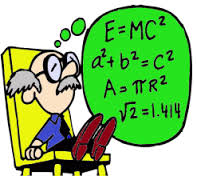 E=MC²
a²+b²=C²
A=πR²
√2=1.414